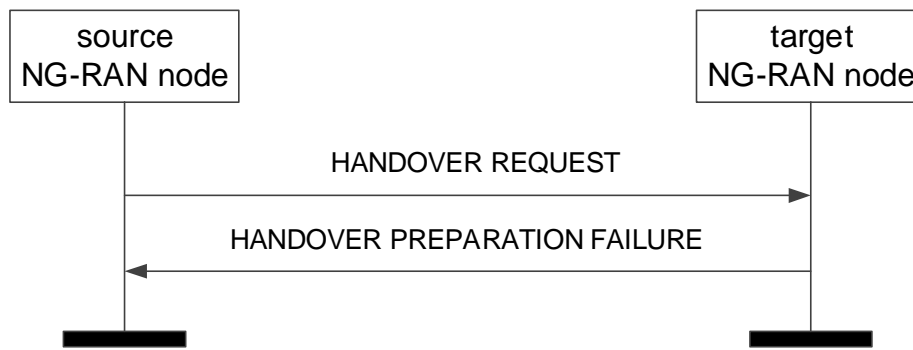 source
NG-RAN node
target
NG-RAN node
HANDOVER REQUEST
HANDOVER PREPARATION FAILURE